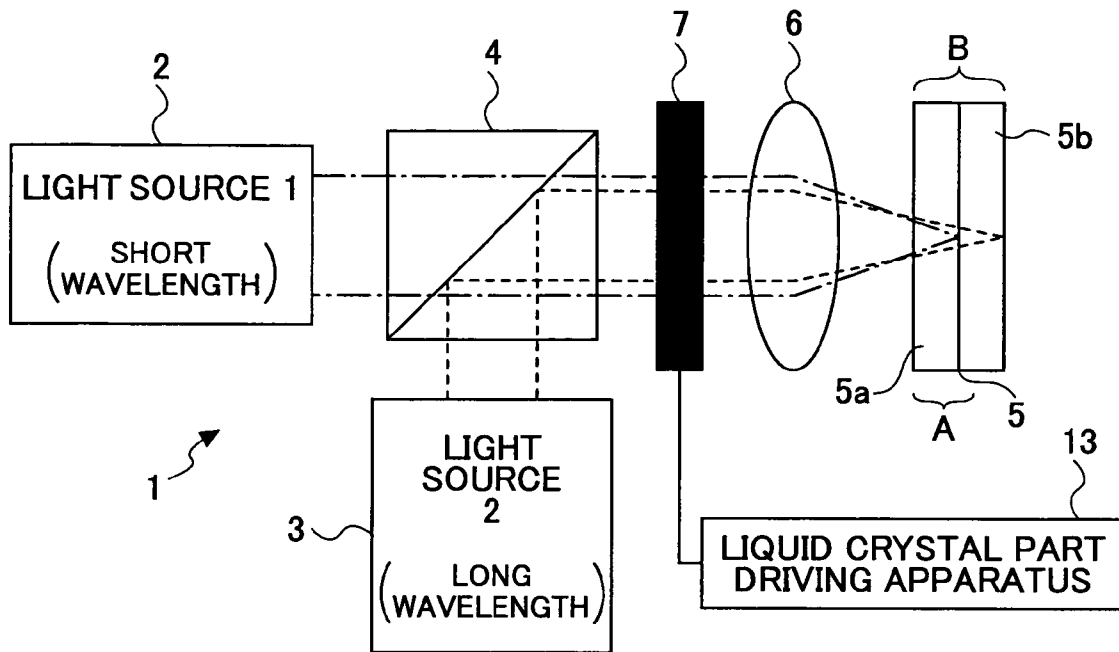 2
4
7
6
B
5b
LIGHT SOURCE 1
(SHORT
WAVELENGTH)
5a
A
5
1
3
LIGHT
SOURCE
2
(LONG
WAVELENGTH)
13
LIQUID CRYSTAL PART
DRIVING APPARATUS